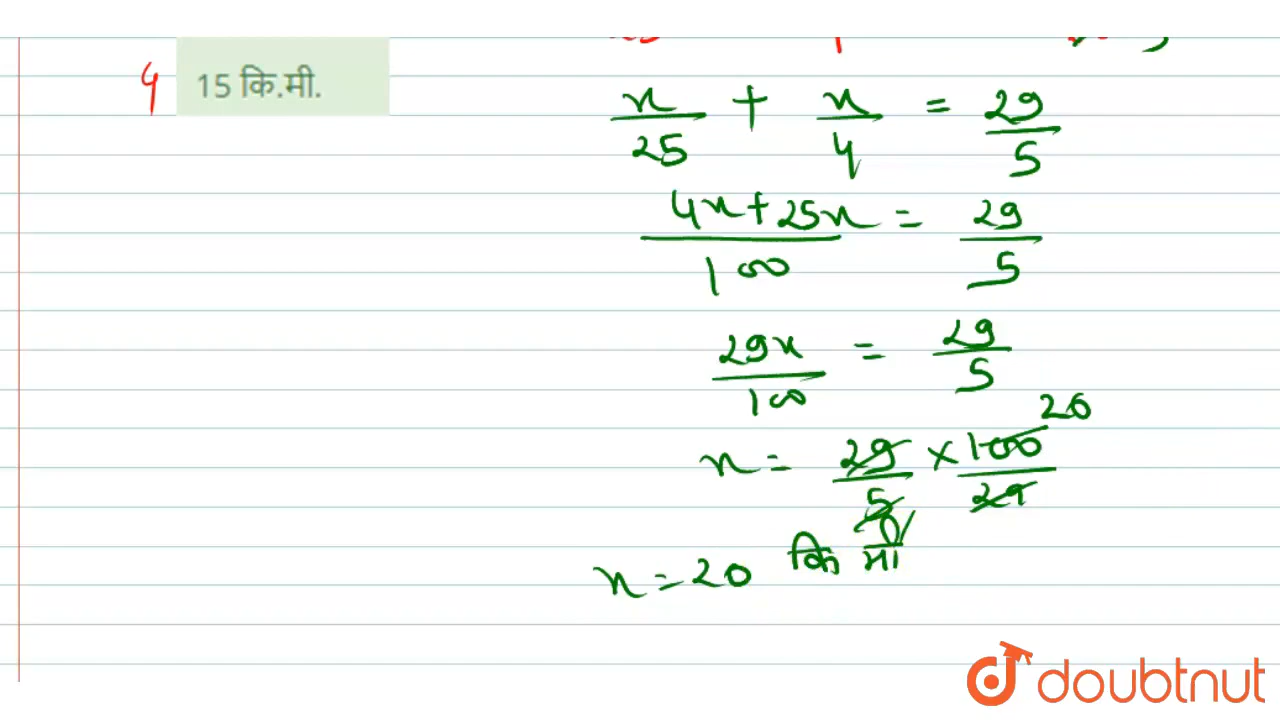 4 15 कि.मी.
x/25 + x/4 = 29/5
4x+25x/100 = 29/5
29x/100 = 29/5
x = 29/5 × 100/29 20
x = 20 कि मी
doubtnut